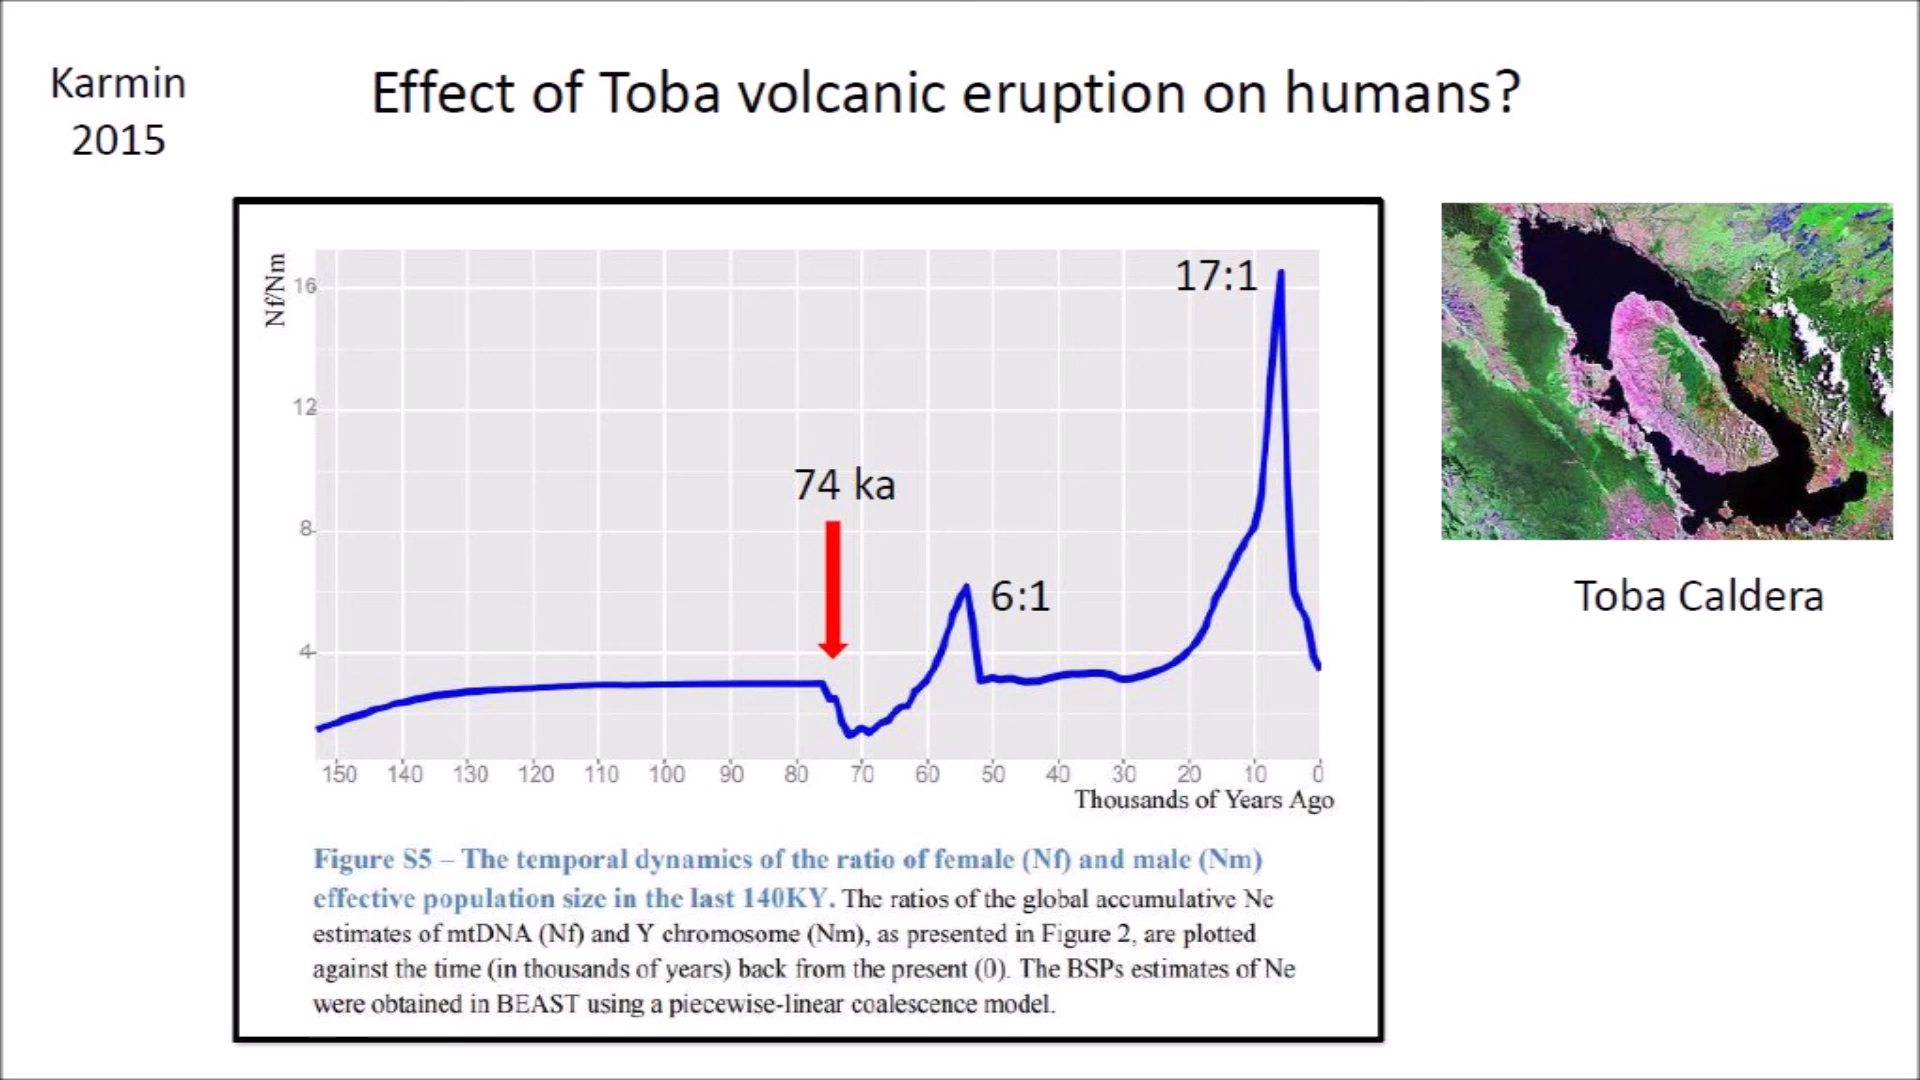 Karmin
2015
Effect of Toba volcanic eruption on humans?
Nf/Nm
16
12
8
4
17:1
74 ka
6:1
150 140 130 120 110 100 90 80 70 60 50 40 30 20 10 0
Thousands of Years Ago
Toba Caldera
Figure S5 – The temporal dynamics of the ratio of female (Nf) and male (Nm)
effective population size in the last 140KY. The ratios of the global accumulative Ne
estimates of mtDNA (Nf) and Y chromosome (Nm), as presented in Figure 2, are plotted
against the time (in thousands of years) back from the present (0). The BSPs estimates of Ne
were obtained in BEAST using a piecewise-linear coalescence model.